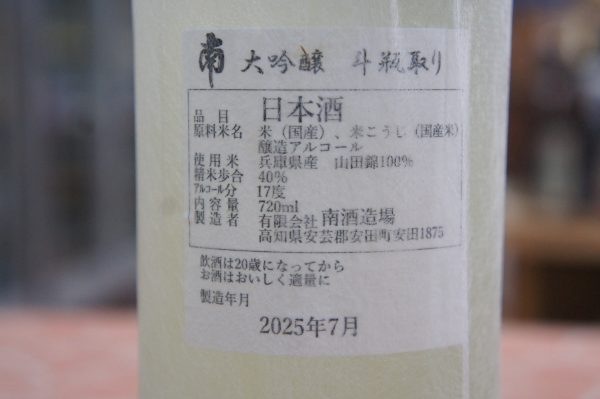 南 大吟醸 斗瓶取り
品目 日本酒
原料米名 米(国産)、米こうじ(国産米)
醸造アルコール
使用米 兵庫県産 山田錦100%
精米歩合 40%
アルコール分 17度
内容量 720ml
製造者 有限会社 南酒造場
高知県安芸郡安田町安田1875
飲酒は20歳になってから
お酒はおいしく適量に
製造年月
2025年7月